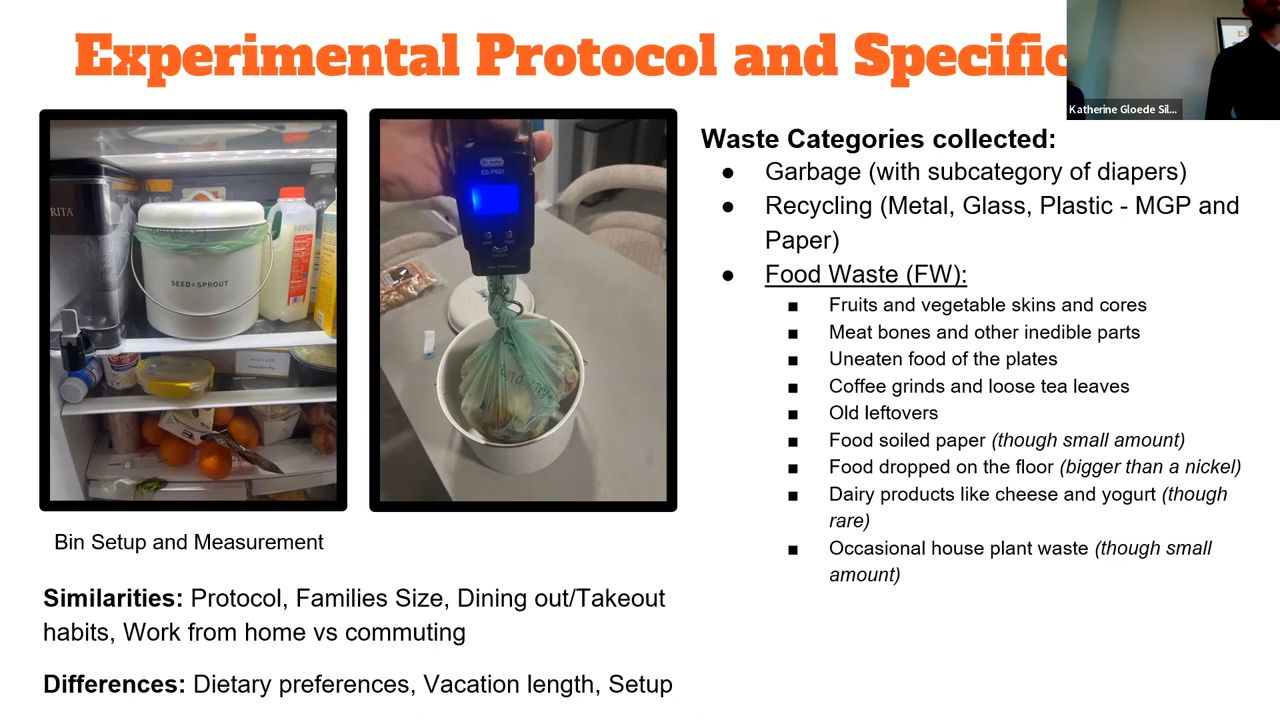 Experimental Protocol and Specific
Katherine Gloede Sil...
RITA
SEED & SPROUT
ES-PS01
Waste Categories collected:
● Garbage (with subcategory of diapers)
● Recycling (Metal, Glass, Plastic - MGP and
Paper)
● Food Waste (FW):
■ Fruits and vegetable skins and cores
■ Meat bones and other inedible parts
■ Uneaten food of the plates
■ Coffee grinds and loose tea leaves
■ Old leftovers
■ Food soiled paper (though small amount)
■ Food dropped on the floor (bigger than a nickel)
■ Dairy products like cheese and yogurt (though
rare)
■ Occasional house plant waste (though small
amount)
Bin Setup and Measurement
Similarities: Protocol, Families Size, Dining out/Takeout
habits, Work from home vs commuting
Differences: Dietary preferences, Vacation length, Setup